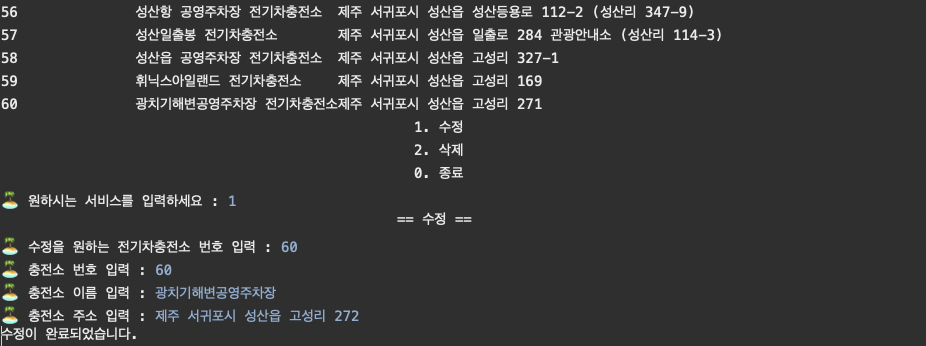 56 성산항 공영주차장 전기차충전소 제주 서귀포시 성산읍 성산등용로 112-2 (성산리 347-9)
57 성산일출봉 전기차충전소 제주 서귀포시 성산읍 일출로 284 관광안내소 (성산리 114-3)
58 성산읍 공영주차장 전기차충전소 제주 서귀포시 성산읍 고성리 327-1
59 휘닉스아일랜드 전기차충전소 제주 서귀포시 성산읍 고성리 169
60 광치기해변공영주차장 전기차충전소제주 서귀포시 성산읍 고성리 271
1. 수정
2. 삭제
0. 종료
🏝 원하시는 서비스를 입력하세요 : 1
== 수정 ==
🏝 수정을 원하는 전기차충전소 번호 입력 : 60
🏝 충전소 번호 입력 : 60
🏝 충전소 이름 입력 : 광치기해변공영주차장
🏝 충전소 주소 입력 : 제주 서귀포시 성산읍 고성리 272
수정이 완료되었습니다.